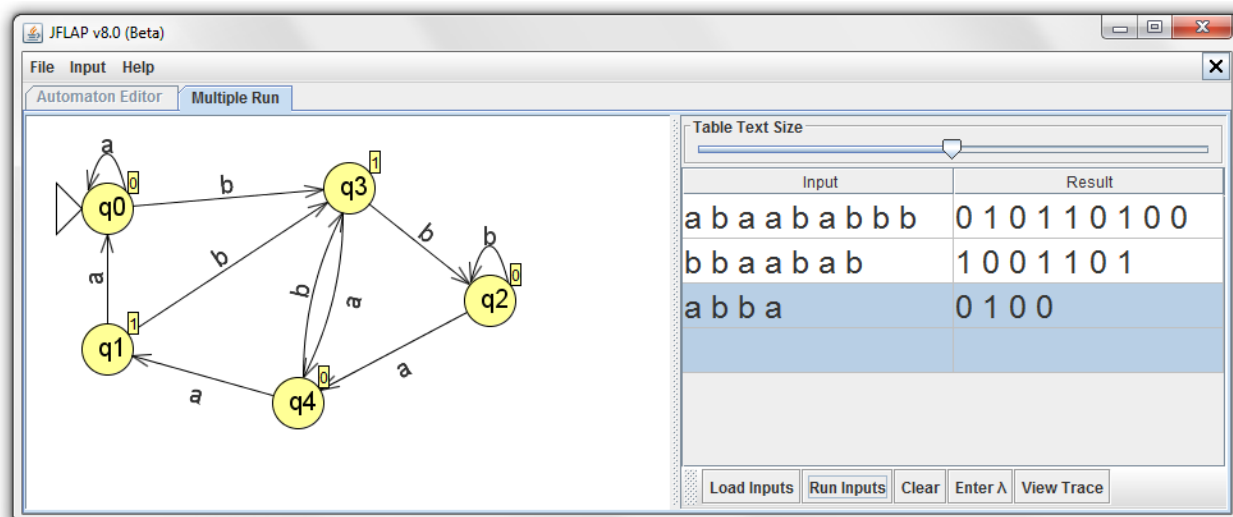 JFLAP v8.0 (Beta)
File Input Help
Automaton Editor Multiple Run
a
0
q0
b
1
q3
b
b
0
q2
a
b
b
a
1
q1
a
a
0
q4
Table Text Size
Input Result
a b a a b a b b b 0 1 0 1 1 0 1 0 0
b b a a b a b 1 0 0 1 1 0 1
a b b a 0 1 0 0
Load Inputs Run Inputs Clear Enter λ View Trace